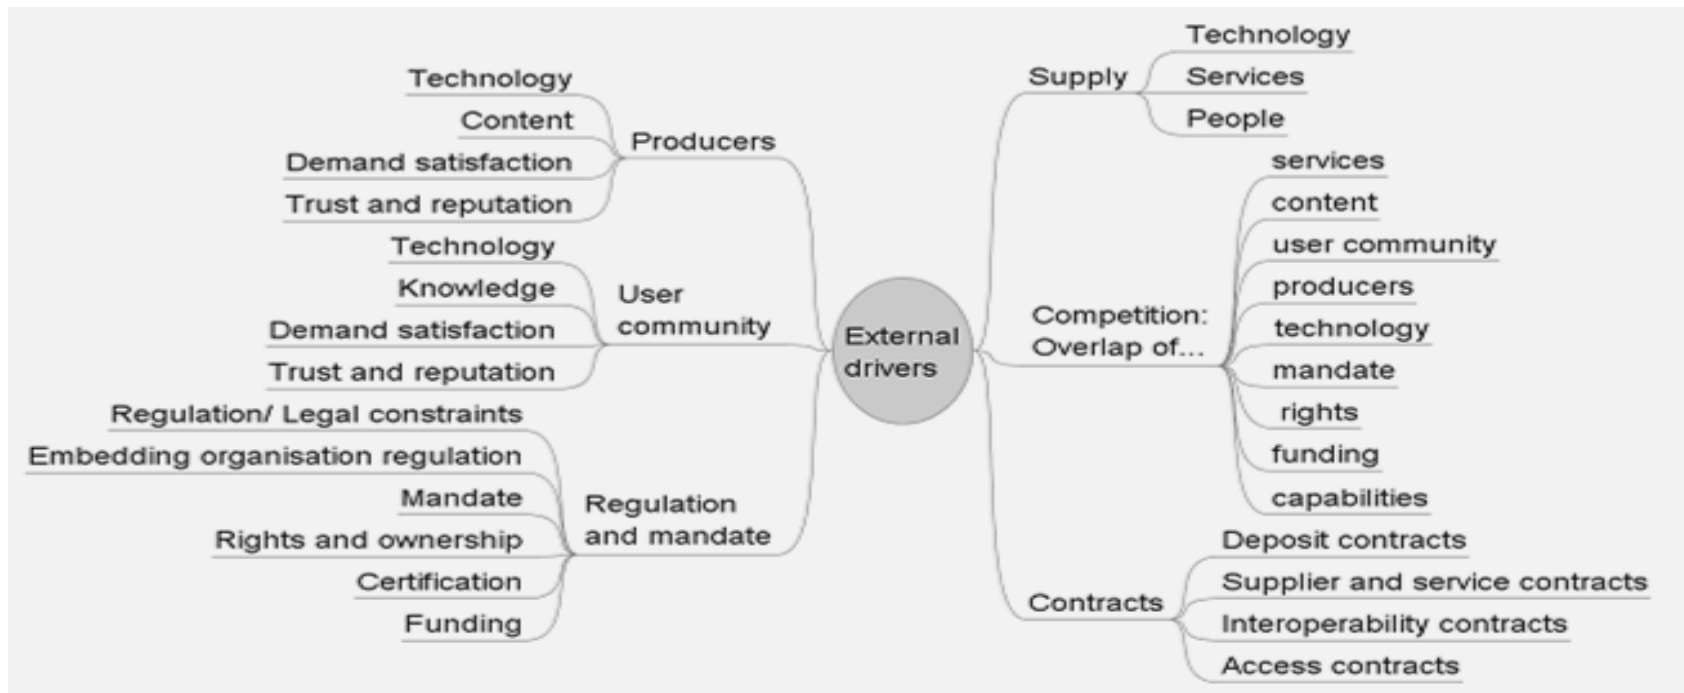 Technology
Content
Demand satisfaction
Trust and reputation
Producers
Technology
Knowledge
Demand satisfaction
Trust and reputation
User
community
Regulation/ Legal constraints
Embedding organisation regulation
Mandate
Rights and ownership
Certification
Funding
Regulation
and mandate
External
drivers
Supply
Technology
Services
People
Competition:
Overlap of...
services
content
user community
producers
technology
mandate
rights
funding
capabilities
Contracts
Deposit contracts
Supplier and service contracts
Interoperability contracts
Access contracts